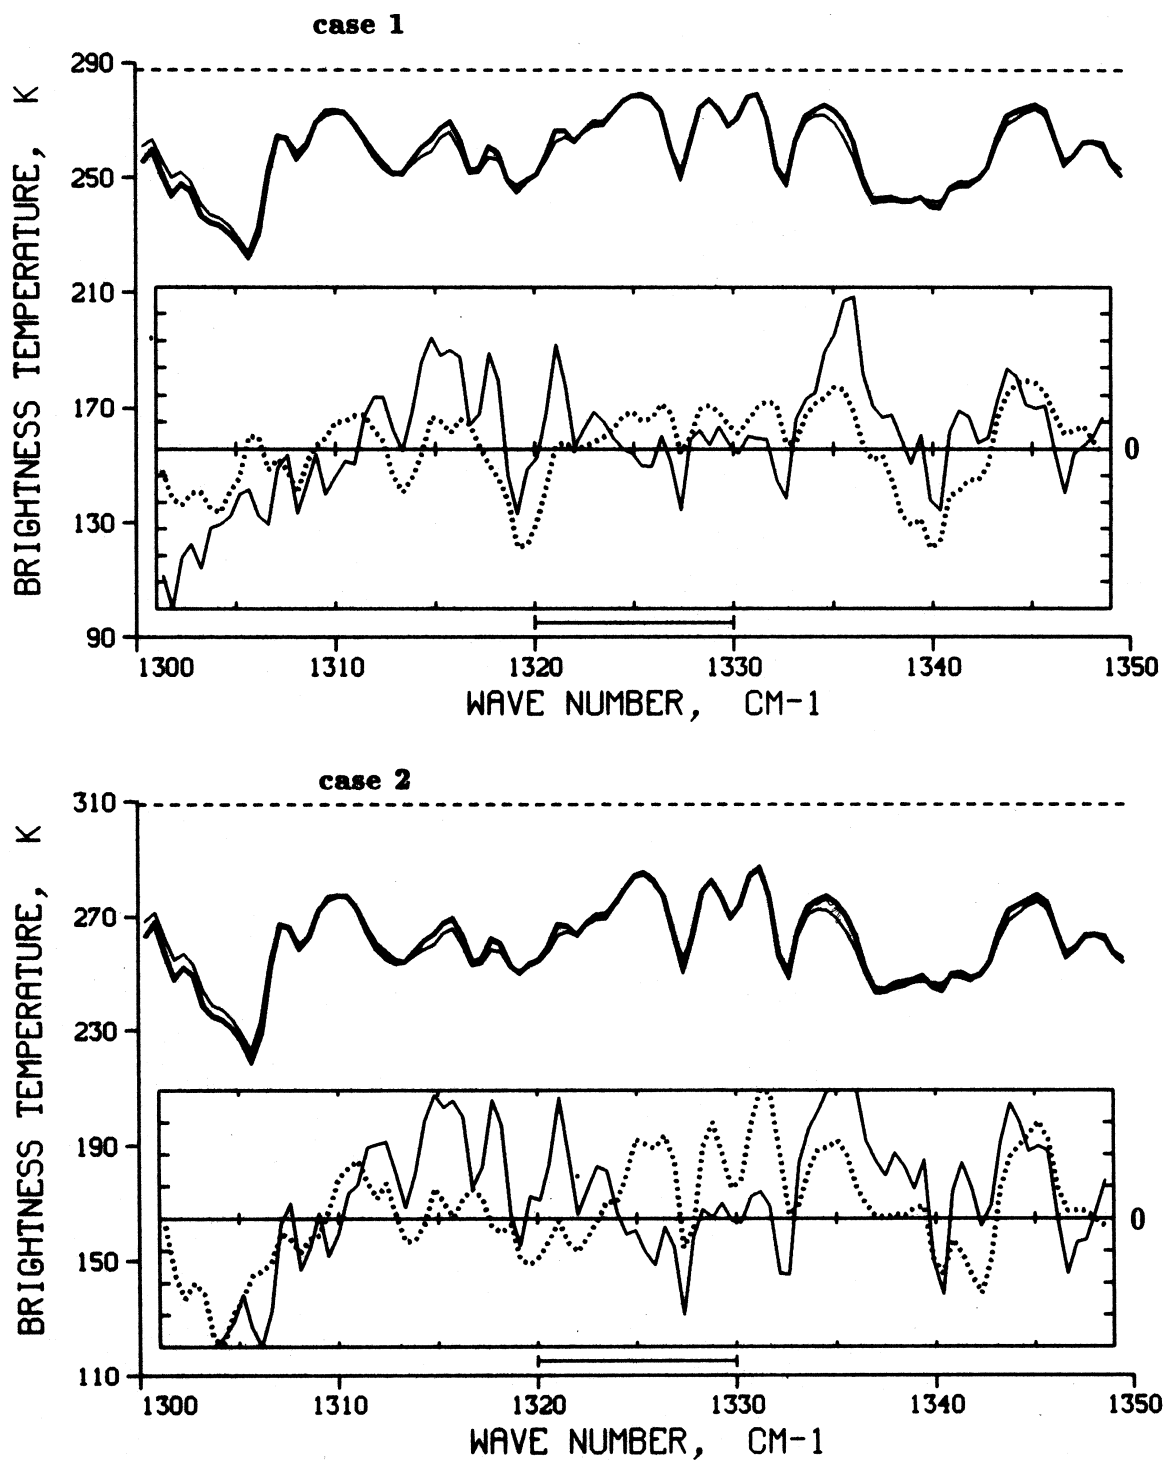 case 1
BRIGHTNESS TEMPERATURE, K
290
250
210
170
130
90
0
1300 1310 1320 1330 1340 1350
WAVE NUMBER, CM-1
case 2
BRIGHTNESS TEMPERATURE, K
310
270
230
190
150
110
0
1300 1310 1320 1330 1340 1350
WAVE NUMBER, CM-1